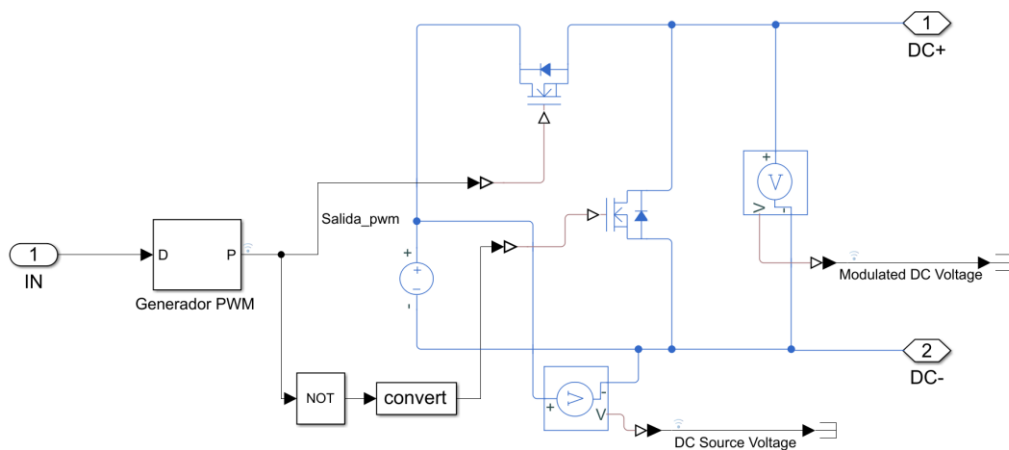 1
DC+
+
V
-
V
Salida_pwm
1
IN
D
P
Generador PWM
+
+
-
Modulated DC Voltage
2
DC-
NOT
convert
+
V
-
V
DC Source Voltage